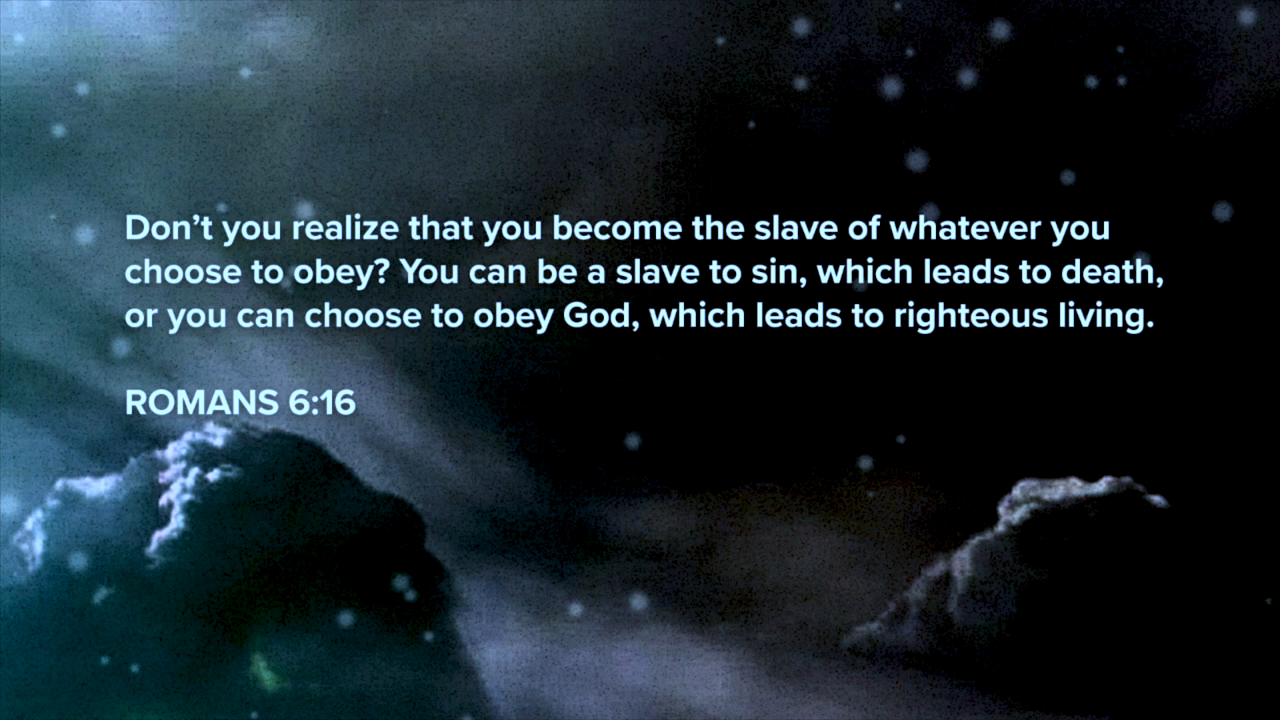 Don’t you realize that you become the slave of whatever you
choose to obey? You can be a slave to sin, which leads to death,
or you can choose to obey God, which leads to righteous living.
ROMANS 6:16